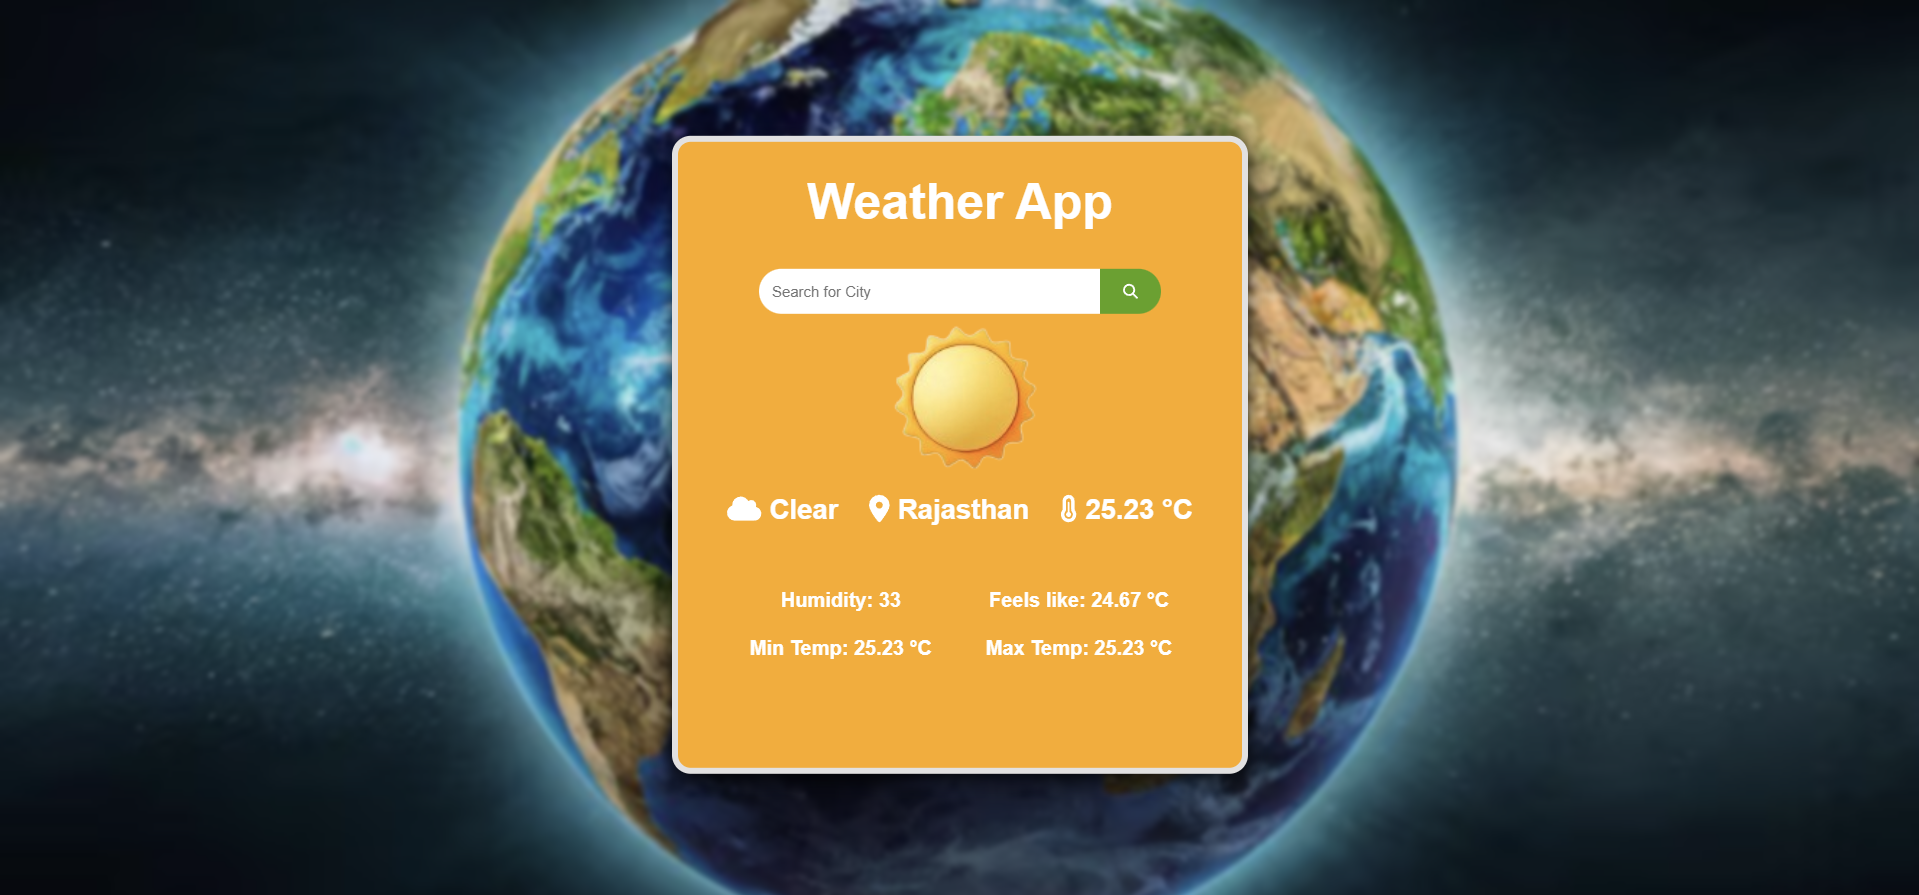 Weather App
Search for City
Clear Rajasthan 25.23 °C
Humidity: 33 Feels like: 24.67 °C
Min Temp: 25.23 °C Max Temp: 25.23 °C